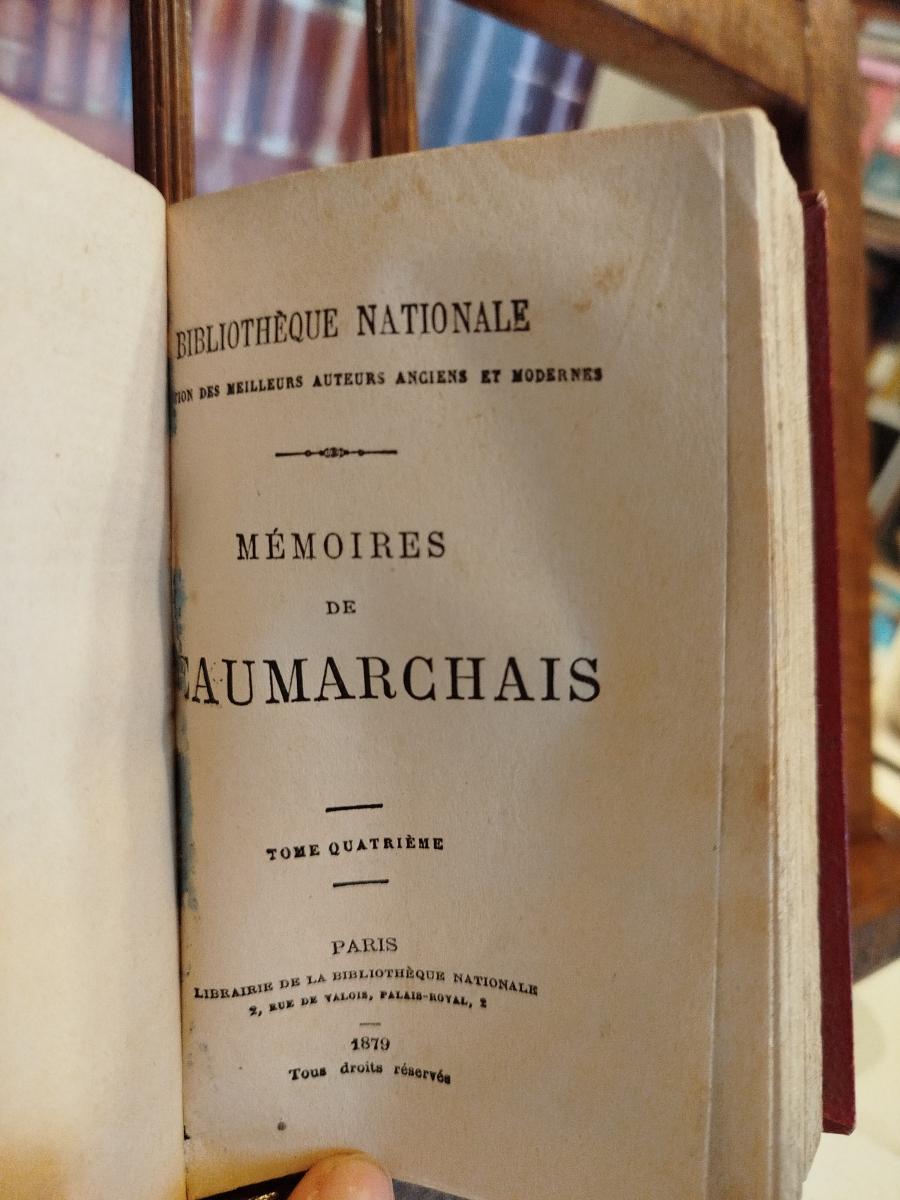 BIBLIOTHÈQUE NATIONALE
TION DES MEILLEURS AUTEURS ANCIENS ET MODERNES
MÉMOIRES
DE
EAUMARCHAIS
TOME QUATRIÈME
PARIS
LIBRAIRIE DE LA BIBLIOTHÈQUE NATIONALE
2, RUE DE VALOIS, PALAIS-ROYAL, 2
1879
Tous droits réservés